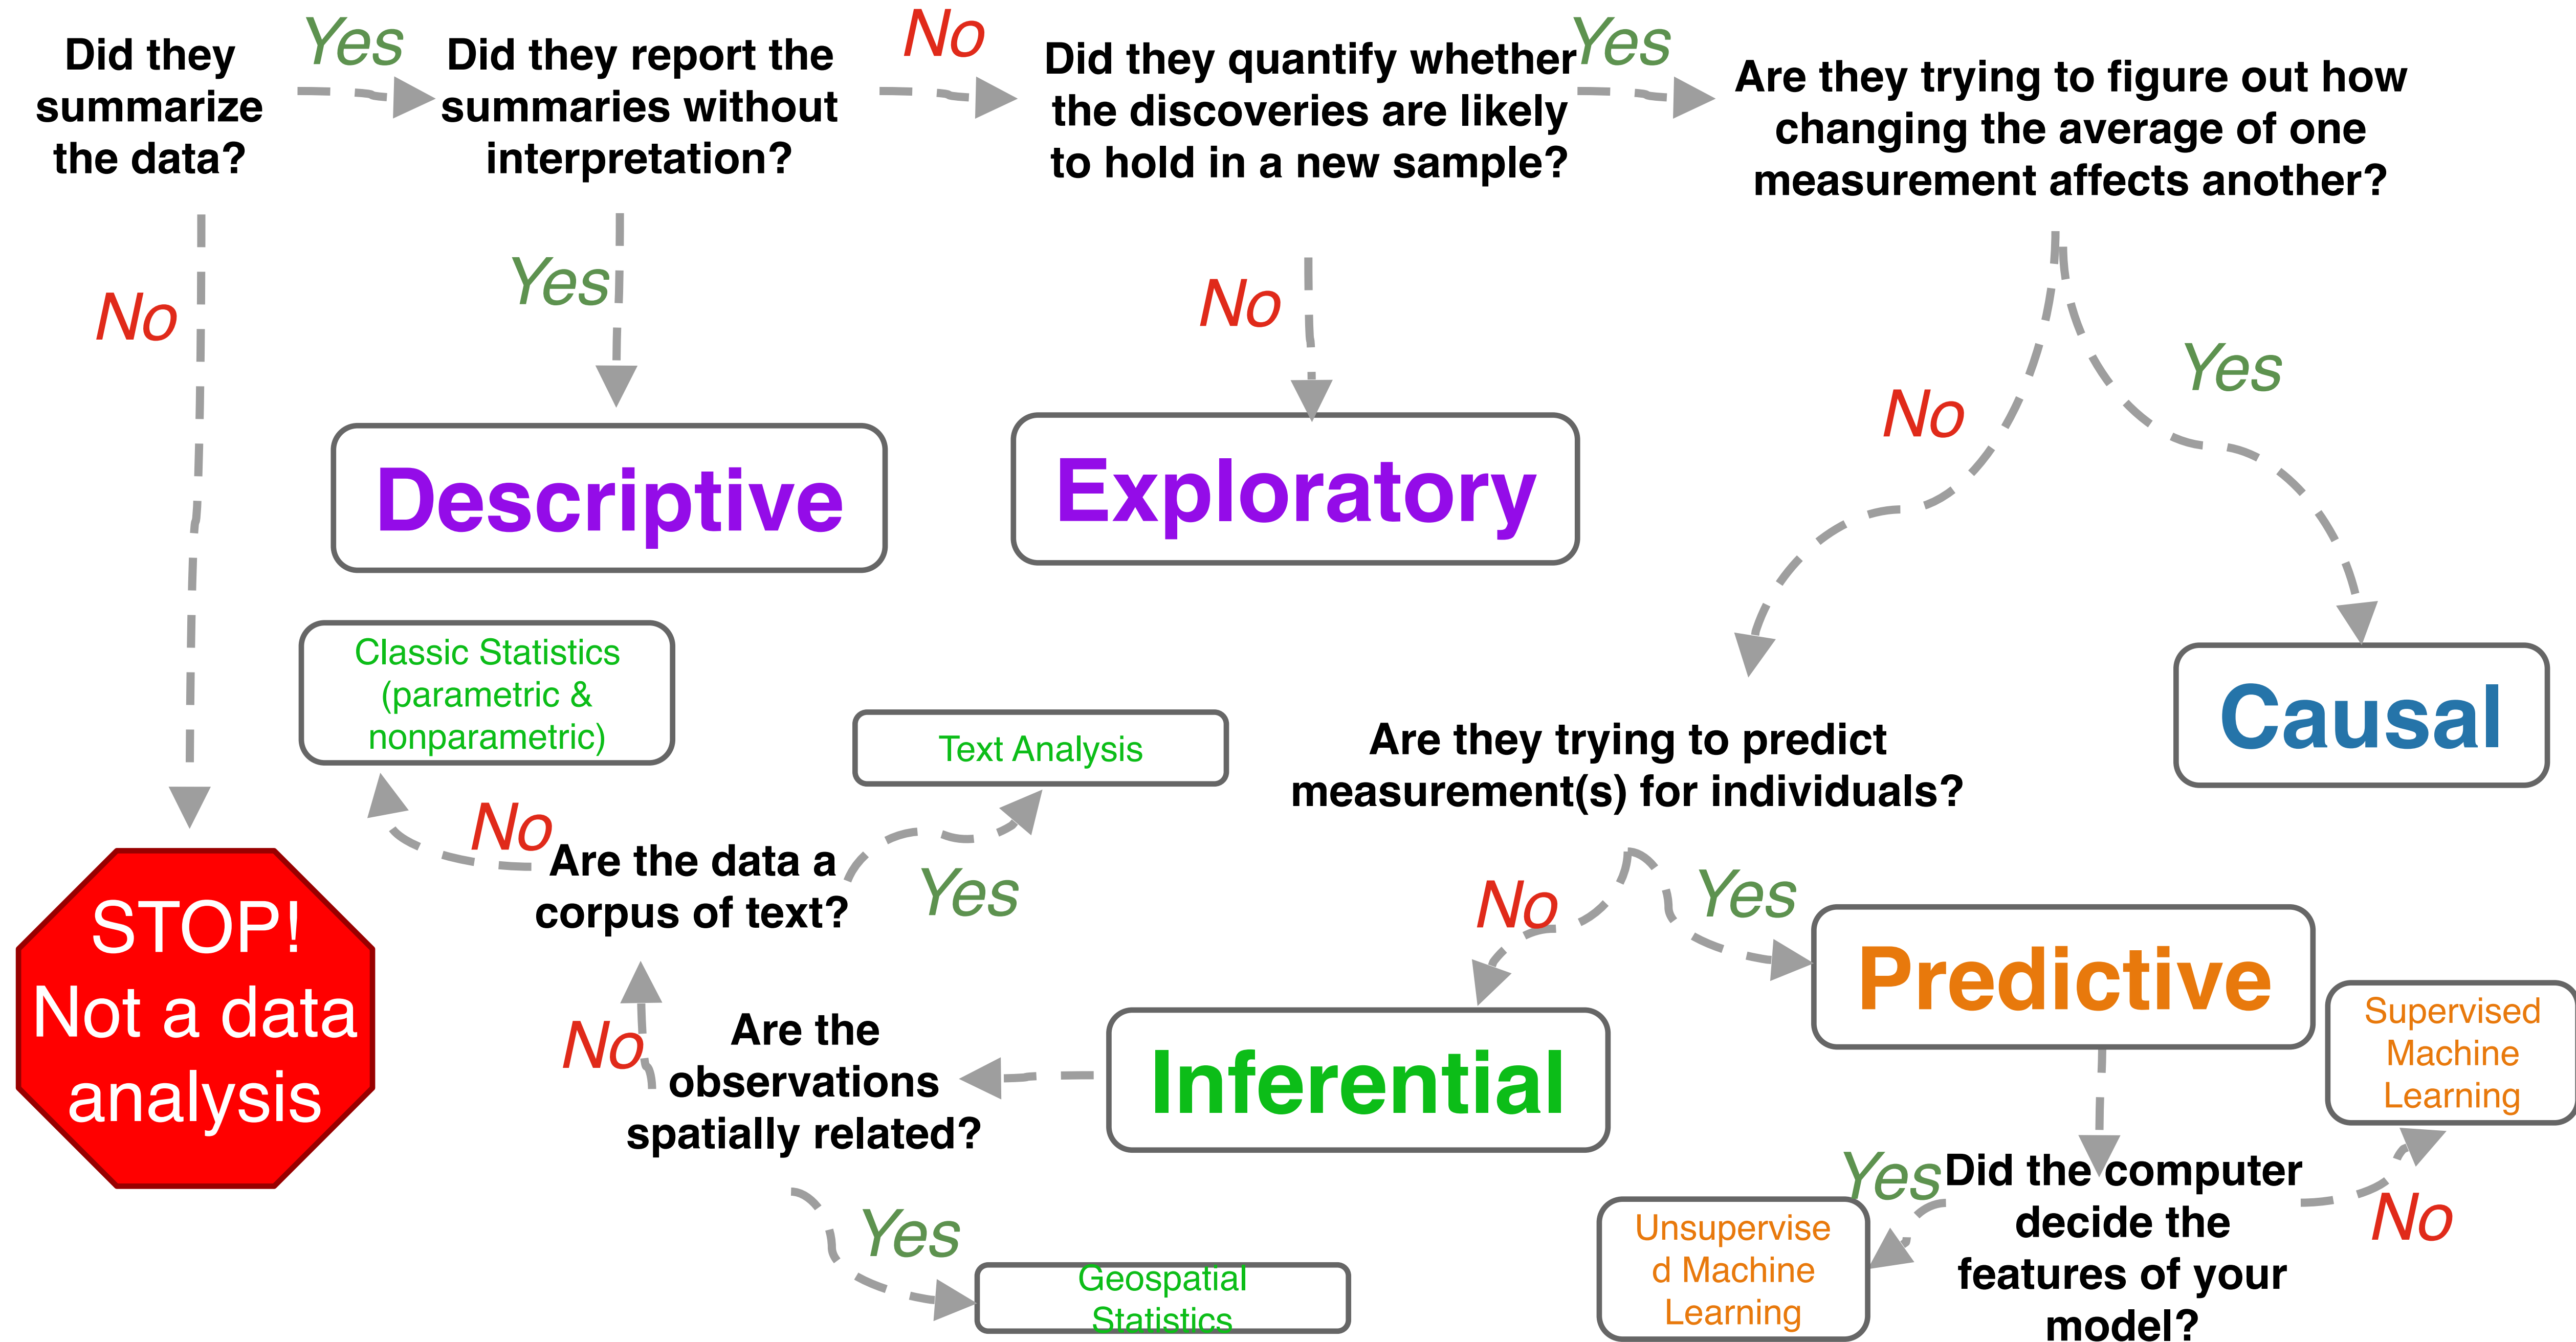 Did they
summarize
the data?
Yes
Did they report the
summaries without
interpretation?
No
Did they quantify whether
the discoveries are likely
to hold in a new sample?
Yes
Are they trying to figure out how
changing the average of one
measurement affects another?
No
Yes
No
No
Yes
Descriptive
Exploratory
Causal
Classic Statistics
(parametric &
nonparametric)
Text Analysis
Are they trying to predict
measurement(s) for individuals?
No
Are the data a
corpus of text?
Yes
No
Yes
STOP!
Not a data
analysis
Predictive
Supervised
Machine
Learning
No
Are the
observations
spatially related?
Inferential
Yes
Geospatial
Statistics
Yes
Did the computer
decide the
features of your
model?
No
Unsupervise
d Machine
Learning